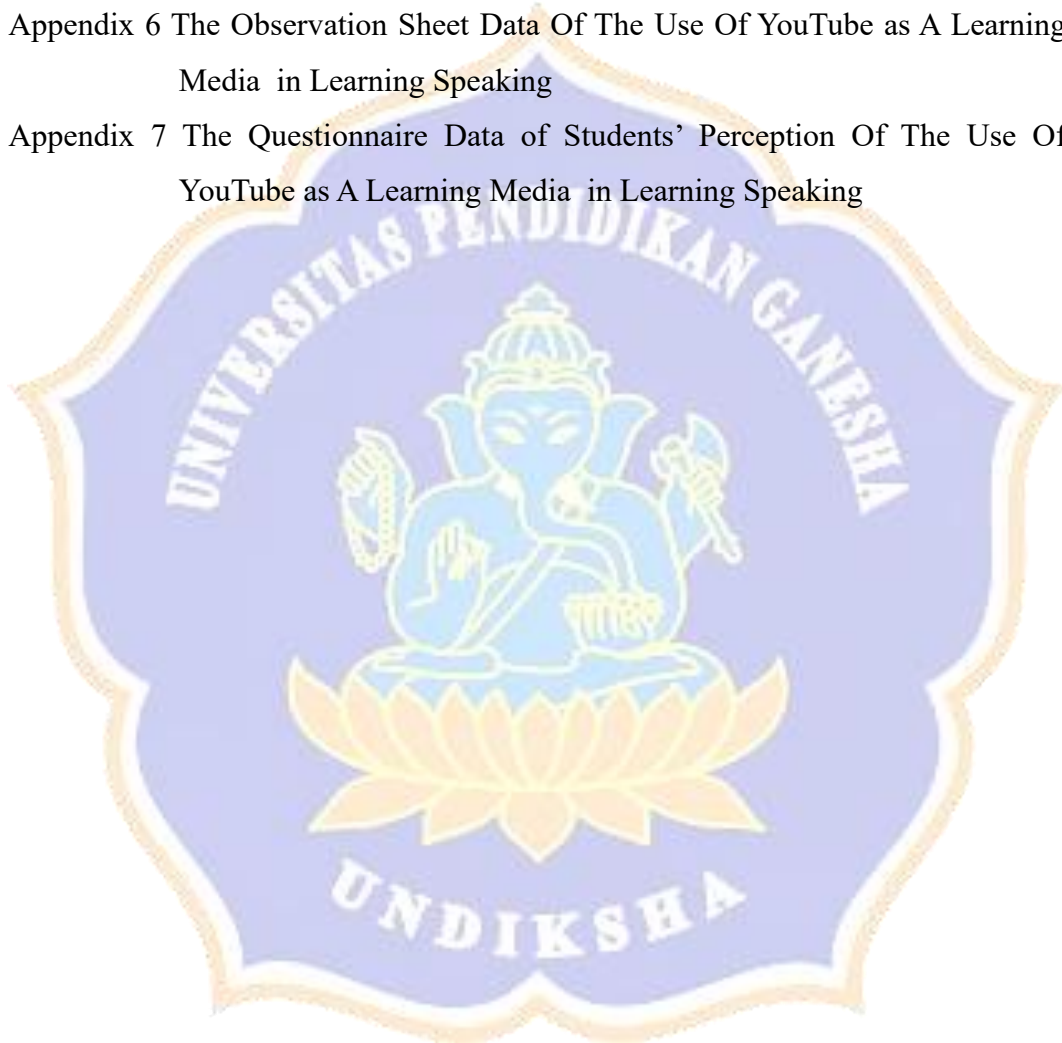 Appendix 6 The Observation Sheet Data Of The Use Of YouTube as A Learning
Media in Learning Speaking
Appendix 7 The Questionnaire Data of Students’ Perception Of The Use Of
YouTube as A Learning Media in Learning Speaking
UNIVERSITAS PENDIDIKAN GANESHA
UNDIKSHA